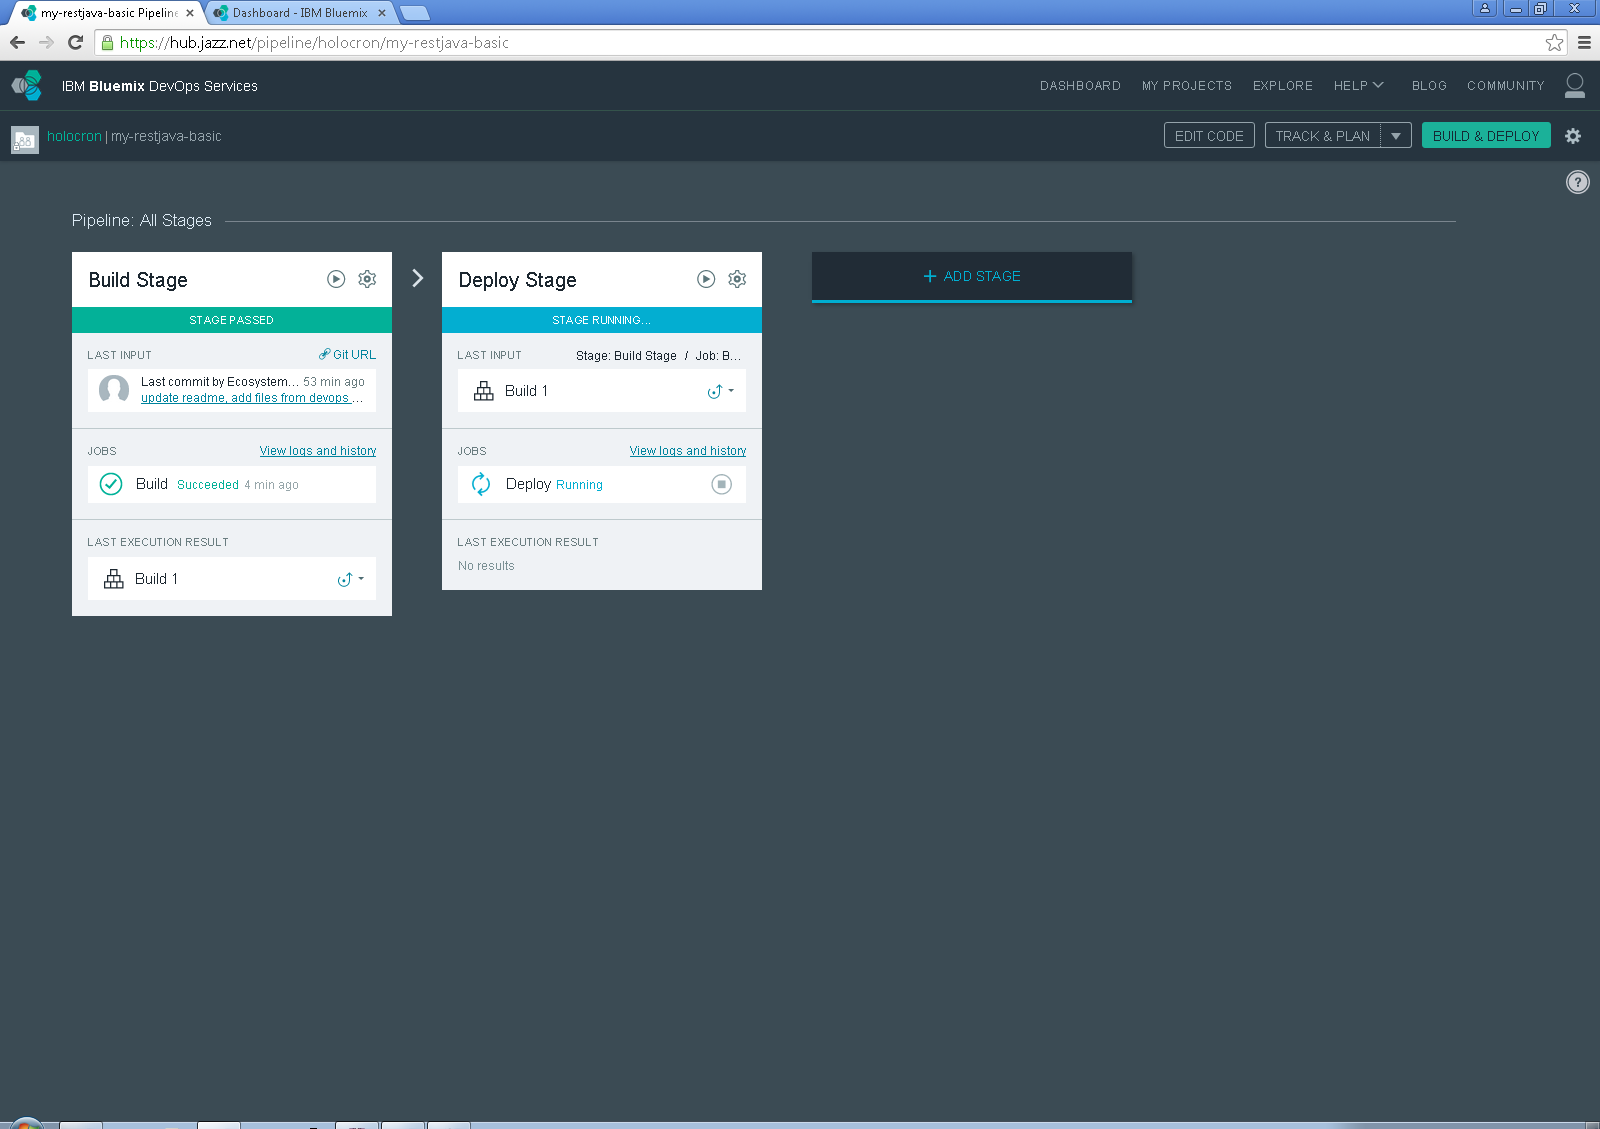 my-restjava-basic Pipeline
Dashboard - IBM Bluemix
https://hub.jazz.net/pipeline/holocron/my-restjava-basic
IBM Bluemix DevOps Services
DASHBOARD MY PROJECTS EXPLORE HELP BLOG COMMUNITY
holocron | my-restjava-basic
EDIT CODE TRACK & PLAN BUILD & DEPLOY
?
Pipeline: All Stages
Build Stage
STAGE PASSED
LAST INPUT Git URL
Last commit by Ecosystem... 53 min ago
update readme, add files from devops ...
JOBS View logs and history
Build Succeeded 4 min ago
LAST EXECUTION RESULT
Build 1
Deploy Stage
STAGE RUNNING...
LAST INPUT Stage: Build Stage / Job: B...
Build 1
JOBS View logs and history
Deploy Running
LAST EXECUTION RESULT
No results
+ ADD STAGE